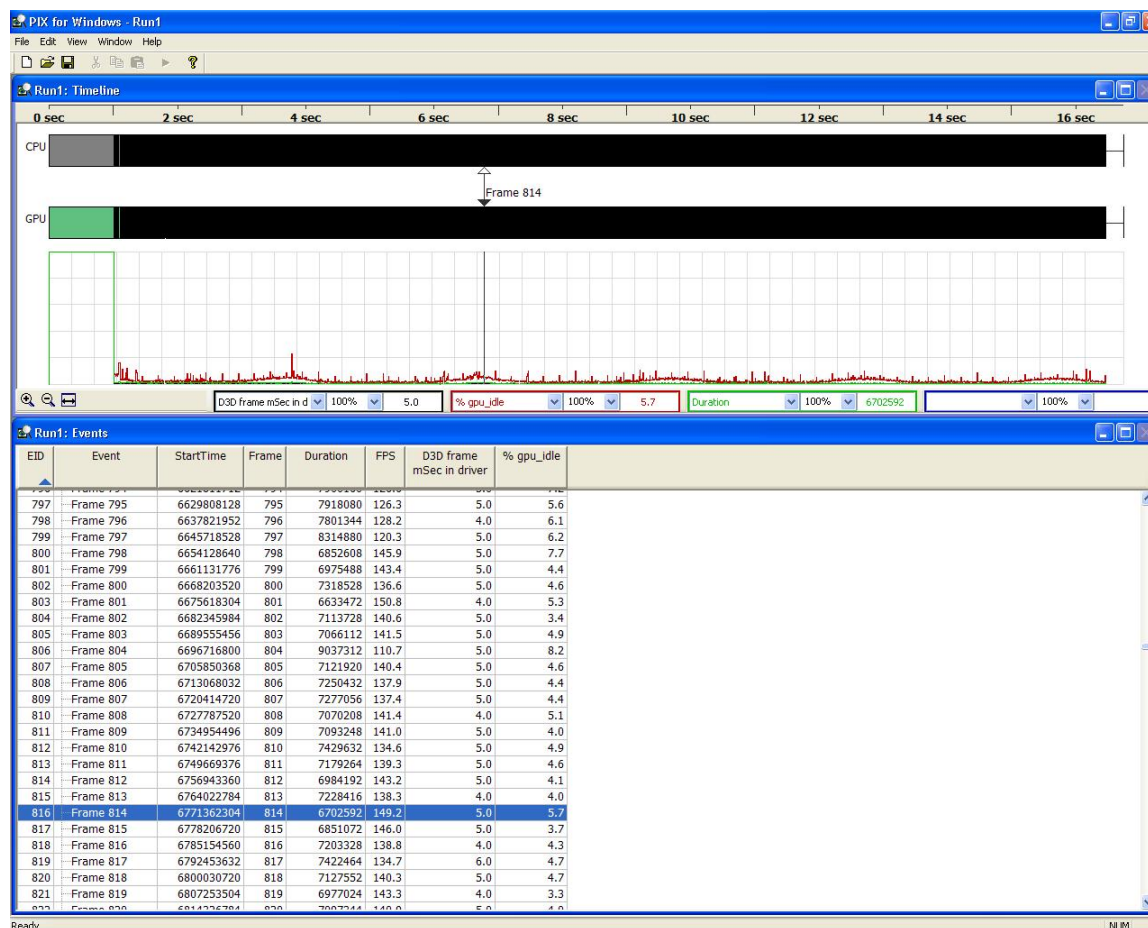 PIX for Windows - Run1
File Edit View Window Help
Run1: Timeline
0 sec 2 sec 4 sec 6 sec 8 sec 10 sec 12 sec 14 sec 16 sec
CPU
Frame 814
GPU
D3D frame mSec in d 100% 5.0 % gpu_idle 100% 5.7 Duration 100% 6702592 100%
Run1: Events
EID Event StartTime Frame Duration FPS D3D frame % gpu_idle
mSec in driver
797 Frame 795 6629808128 795 7918080 126.3 5.0 5.6
798 Frame 796 6637821952 796 7801344 128.2 4.0 6.1
799 Frame 797 6645718528 797 8314880 120.3 5.0 6.2
800 Frame 798 6654128640 798 6852608 145.9 5.0 7.7
801 Frame 799 6661131776 799 6975488 143.4 5.0 4.4
802 Frame 800 6668203520 800 7318528 136.6 5.0 4.6
803 Frame 801 6675618304 801 6633472 150.8 4.0 5.3
804 Frame 802 6682345984 802 7113728 140.6 5.0 3.4
805 Frame 803 6689555456 803 7066112 141.5 5.0 4.9
806 Frame 804 6696716800 804 9037312 110.7 5.0 8.2
807 Frame 805 6705850368 805 7121920 140.4 5.0 4.6
808 Frame 806 6713068032 806 7250432 137.9 5.0 4.4
809 Frame 807 6720414720 807 7277056 137.4 5.0 4.4
810 Frame 808 6727787520 808 7070208 141.4 4.0 5.1
811 Frame 809 6734954496 809 7093248 141.0 5.0 4.0
812 Frame 810 6742142976 810 7429632 134.6 5.0 4.9
813 Frame 811 6749669376 811 7179264 139.3 5.0 4.6
814 Frame 812 6756943360 812 6984192 143.2 5.0 4.1
815 Frame 813 6764022784 813 7228416 138.3 4.0 4.0
816 Frame 814 6771362304 814 6702592 149.2 5.0 5.7
817 Frame 815 6778206720 815 6851072 146.0 5.0 3.7
818 Frame 816 6785154560 816 7203328 138.8 4.0 4.3
819 Frame 817 6792453632 817 7422464 134.7 6.0 4.7
820 Frame 818 6800030720 818 7127552 140.3 5.0 4.7
821 Frame 819 6807253504 819 6977024 143.3 4.0 3.3
Ready NUM